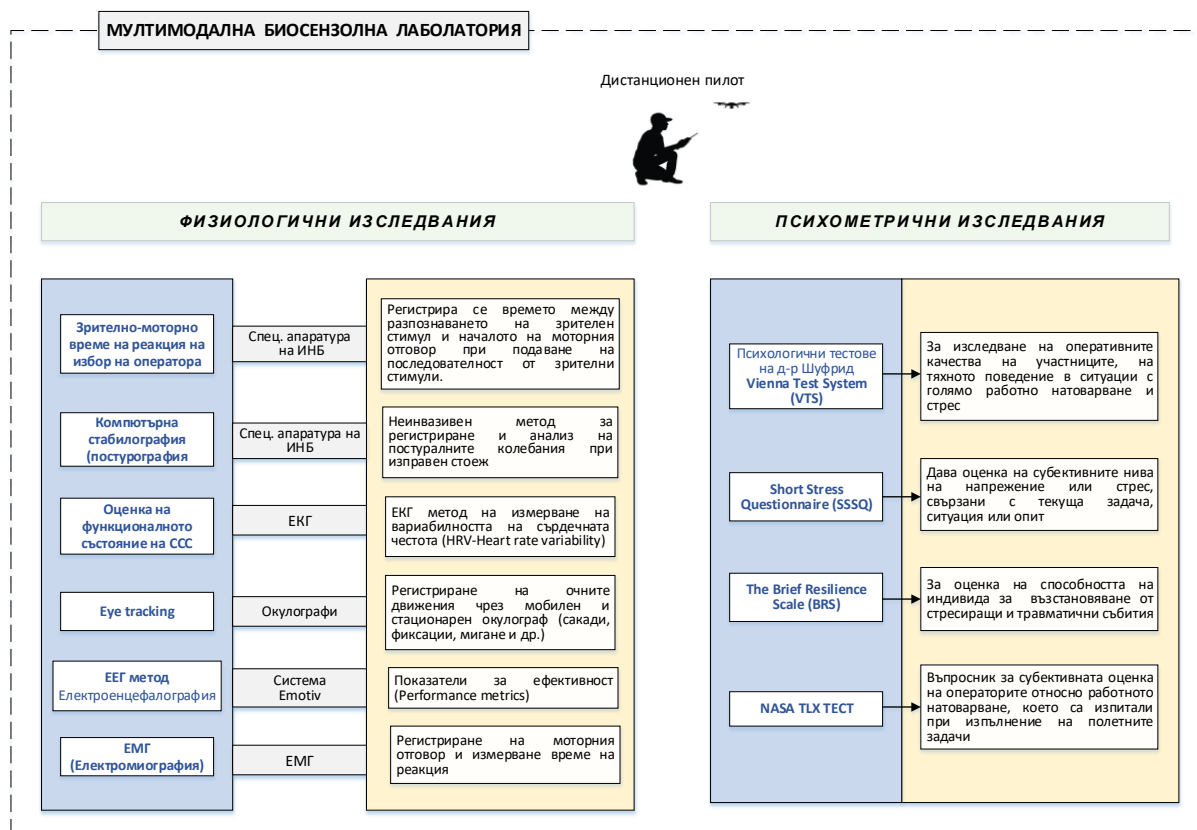 МУЛТИМОДАЛНА БИОСЕНЗОЛНА ЛАБОЛАТОРИЯ
Дистанционен пилот
ФИЗИОЛОГИЧНИ ИЗСЛЕДВАНИЯ
Зрително-моторно
време на реакция на
избор на оператора
Спец. апаратура
на ИНБ
Регистрира се времето между
разпознаването на зрителен
стимул и началото на моторния
отговор при подаване на
последователност от зрителни
стимули.
Компютърна
стабилография
(постурография
Спец. апаратура на
ИНБ
Неинвазивен метод за
регистриране и анализ на
постуралните колебания при
изправен стоеж
Оценка на
функционалното
състояние на ССС
ЕКГ
ЕКГ метод на измерване на
вариабилността на сърдечната
честота (HRV-Heart rate variability)
Eye tracking
Окулографи
Регистриране на очните
движения чрез мобилен и
стационарен окулограф (сакади,
фиксации, мигане и др.)
ЕЕГ метод
Електроенцефалография
Система
Emotiv
Показатели за ефективност
(Performance metrics)
ЕМГ
(Електромиография)
ЕМГ
Регистриране на моторния
отговор и измерване време на
реакция
ПСИХОМЕТРИЧНИ ИЗСЛЕДВАНИЯ
Психологични тестове
на д-р Шуфрид
Vienna Test System
(VTS)
За изследване на оперативните
качества на участниците, на
тяхното поведение в ситуации с
голямо работно натоварване и
стрес
Short Stress
Questionnaire (SSSQ)
Дава оценка на субективните нива
на напрежение или стрес,
свързани с текуща задача,
ситуация или опит
The Brief Resilience
Scale (BRS)
За оценка на способността на
индивида за възстановяване от
стресиращи и травматични събития
NASA TLX ТЕСТ
Въпросник за субективната оценка
на операторите относно работното
натоварване, което са изпитали
при изпълнение на полетните
задачи